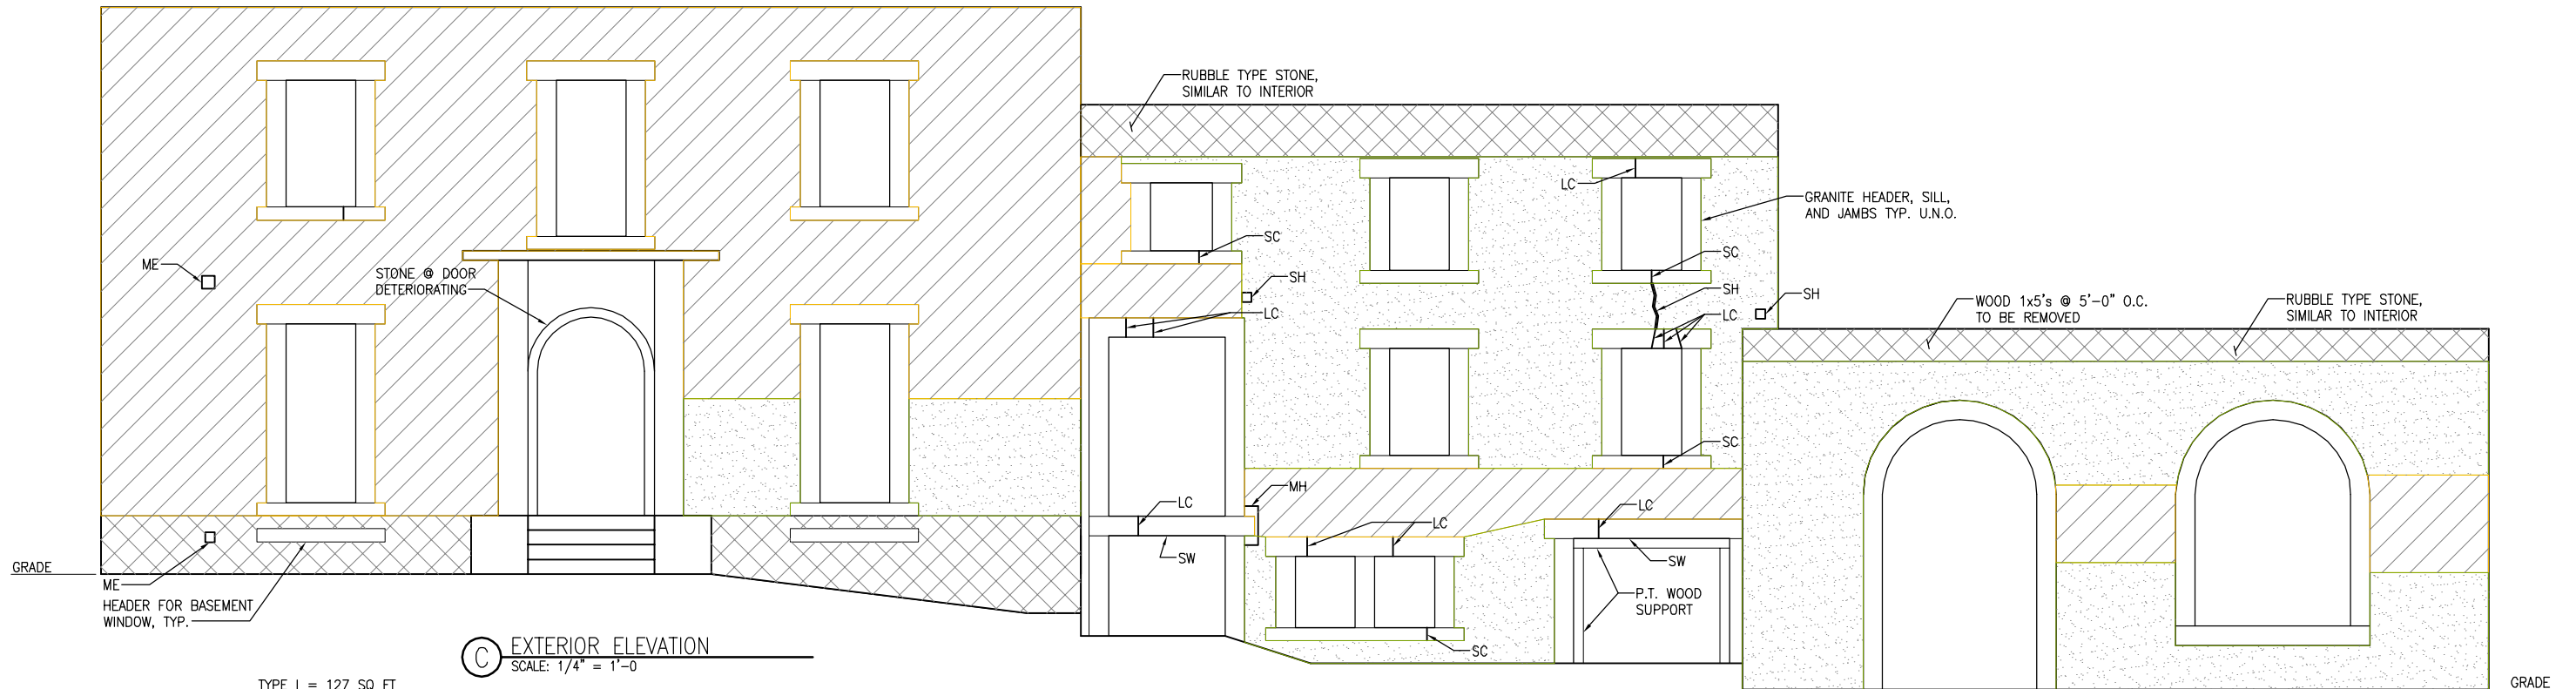 RUBBLE TYPE STONE,
SIMILAR TO INTERIOR
LC
GRANITE HEADER, SILL,
AND JAMBS TYP. U.N.O.
SC
SC
ME
STONE @ DOOR
DETERIORATING
SH
SH
SH
WOOD 1x5's @ 5'-0" O.C.
TO BE REMOVED
RUBBLE TYPE STONE,
SIMILAR TO INTERIOR
LC
LC
SC
MH
LC
LC
LC
SW
SW
GRADE
ME
HEADER FOR BASEMENT
WINDOW, TYP.
P.T. WOOD
SUPPORT
SC
C
EXTERIOR ELEVATION
SCALE: 1/4" = 1'-0
TYPE I = 127 SQ FT
GRADE